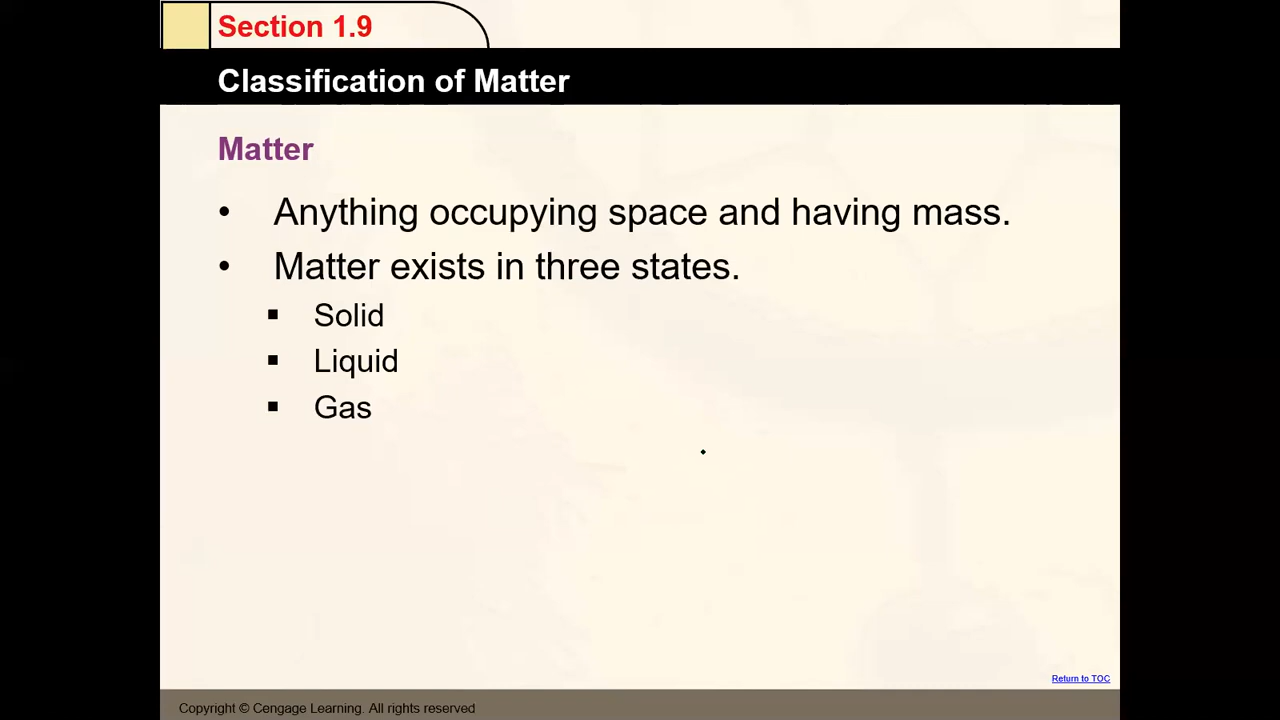 Section 1.9
Classification of Matter
Matter
• Anything occupying space and having mass.
• Matter exists in three states.
▪ Solid
▪ Liquid
▪ Gas
Return to TOC
Copyright © Cengage Learning. All rights reserved